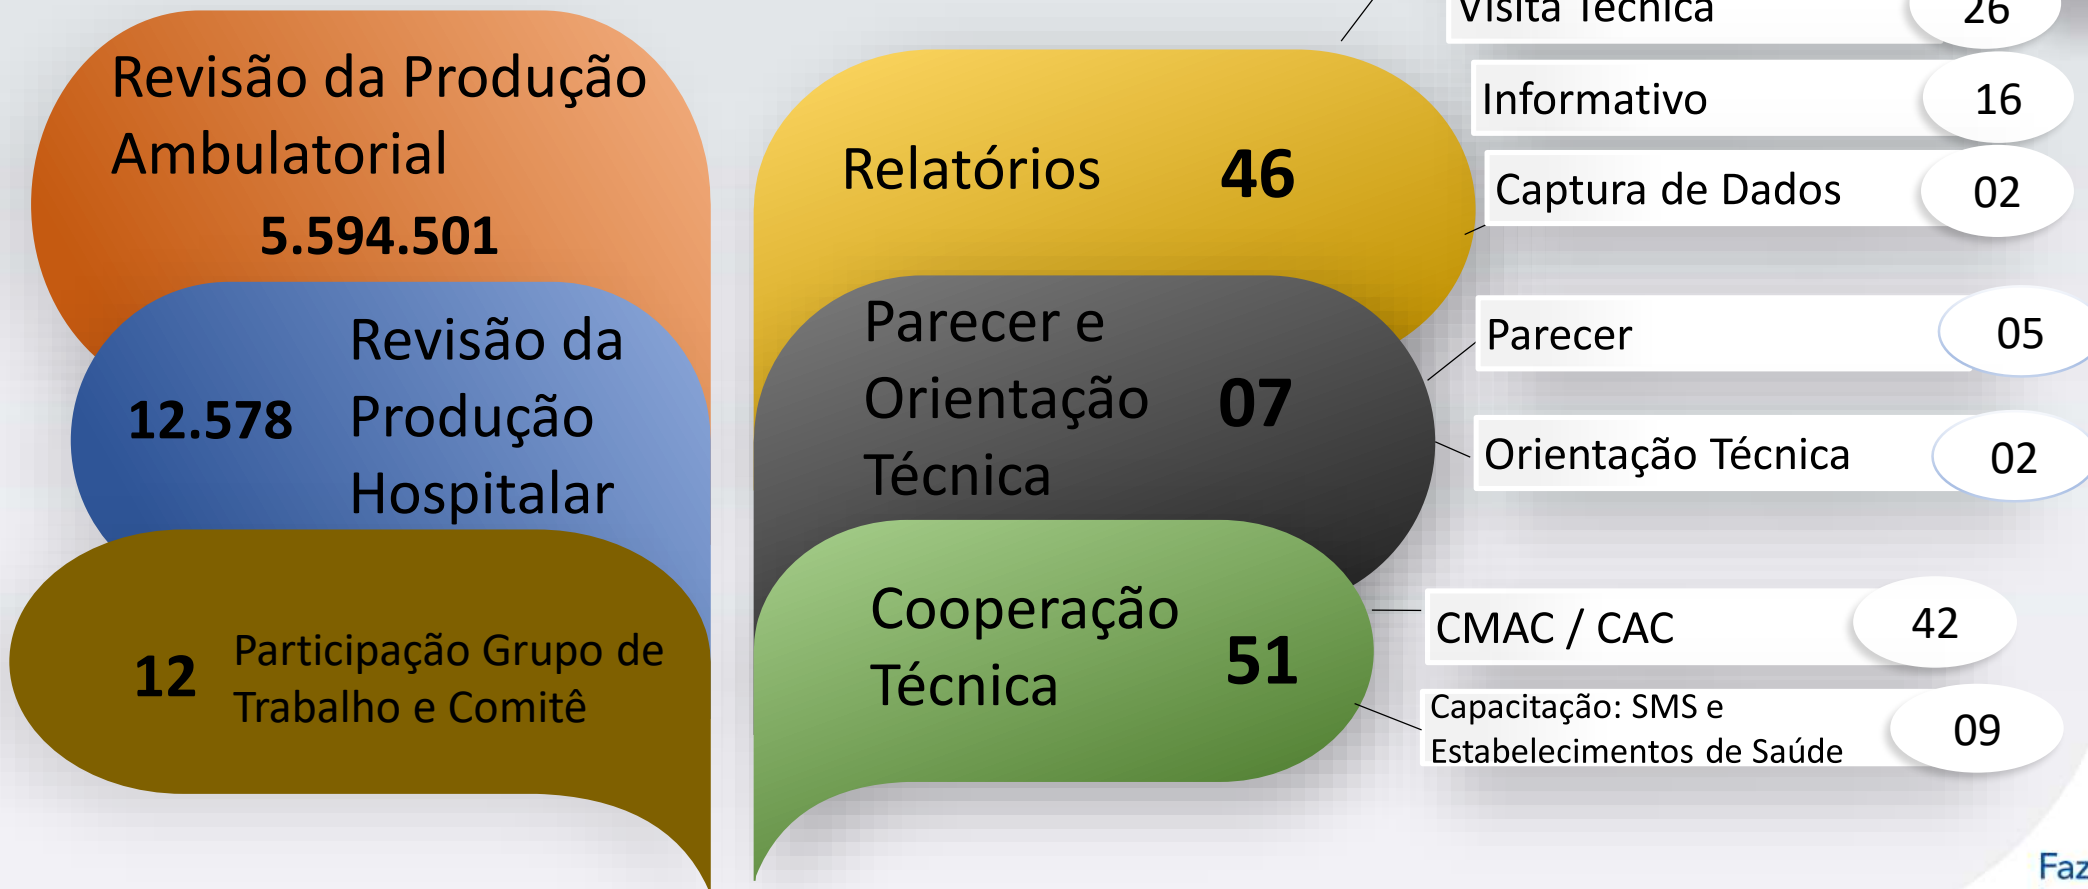 Revisão da Produção
Ambulatorial
5.594.501
12.578
Revisão da
Produção
Hospitalar
12
Participação Grupo de
Trabalho e Comitê
Relatórios 46
Visita Técnica 26
Informativo 16
Captura de Dados 02
Parecer e
Orientação 07
Técnica
Parecer 05
Orientação Técnica 02
Cooperação
Técnica
51
CMAC / CAC 42
Capacitação: SMS e
Estabelecimentos de Saúde
09
Faz